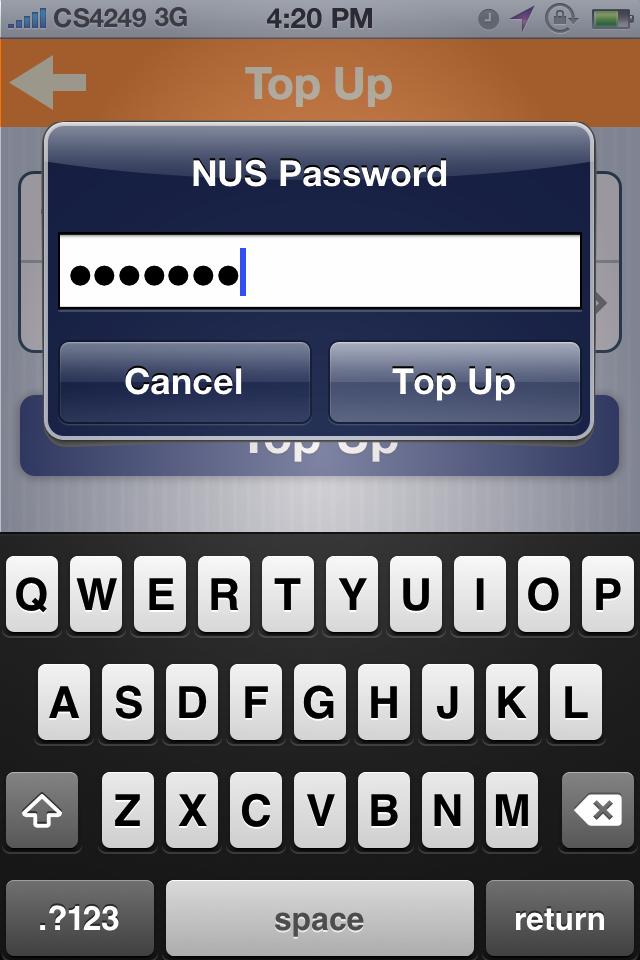 CS4249 3G 4:20 PM
Top Up
NUS Password
●●●●●●●
Cancel Top Up
Top Up
Q W E R T Y U I O P
A S D F G H J K L
Z X C V B N M
.?123 space return